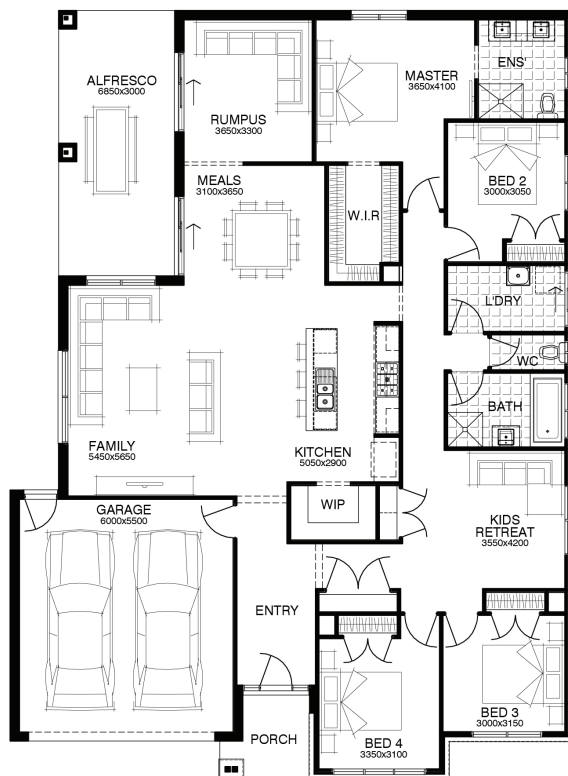 ENS'
ALFRESCO
6850x3000
MASTER
3650x4100
RUMPUS
3650x3300
MEALS
3100x3650
BED 2
3000x3050
W.I.R
L'DRY
WC
BATH
FAMILY
5450x5650
KITCHEN
5050x2900
GARAGE
6000x5500
WIP
KIDS
RETREAT
3550x4200
ENTRY
BED 3
3000x3150
PORCH
BED 4
3350x3100